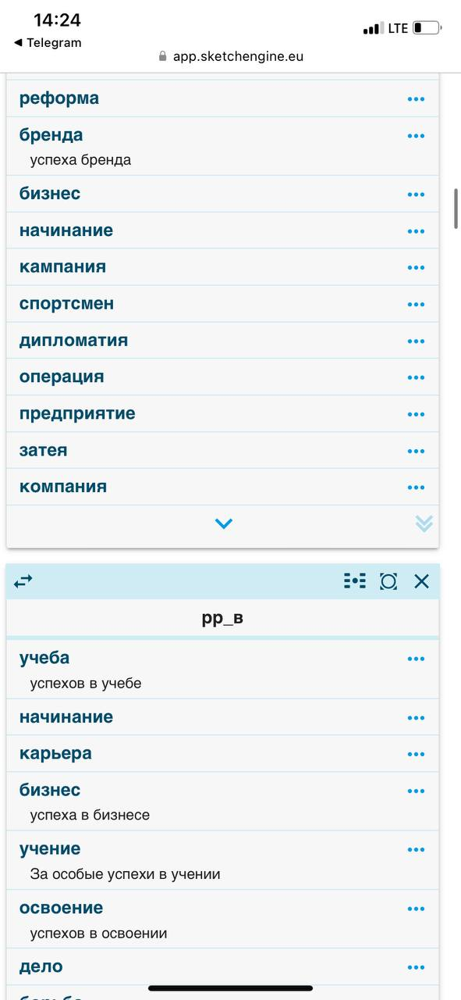 14:24
LTE
◀ Telegram
app.sketchengine.eu
реформа
бренда
успеха бренда
бизнес
начинание
кампания
спортсмен
дипломатия
операция
предприятие
затея
компания
pp_в
учеба
успехов в учебе
начинание
карьера
бизнес
успеха в бизнесе
учение
За особые успехи в учении
освоение
успехов в освоении
дело